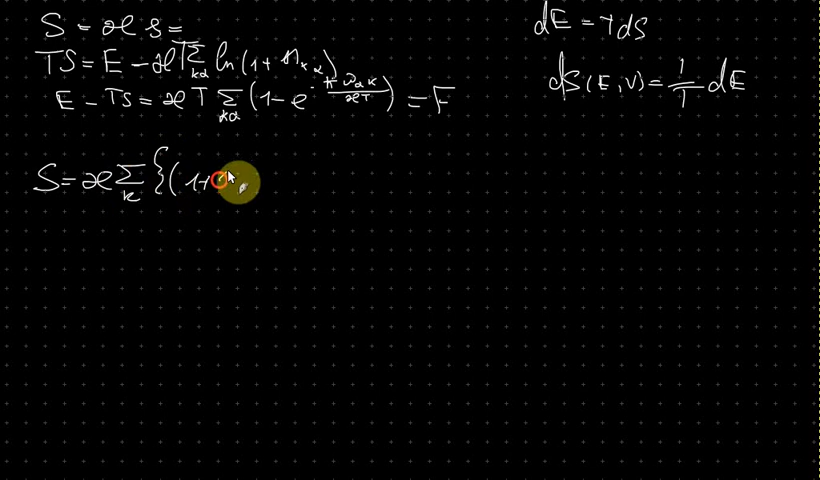 S = æ s =
dE = T dS
TS = E - æT Σ_{kα} ln(1 + n_{kα})
dS(E, V) = 1/T dE
E - TS = æT Σ_{kα} (1 - e^{-ħω_{αk}/æT}) = F
S = æ Σ_k {(1+